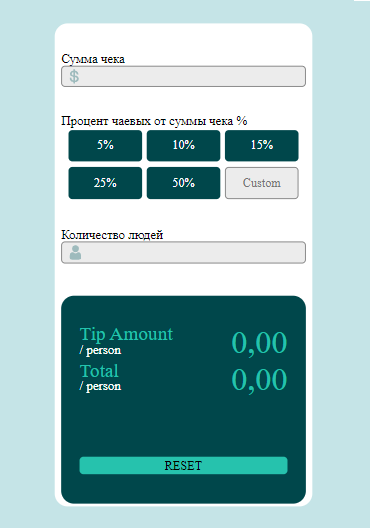 Сумма чека
$
Процент чаевых от суммы чека %
5% 10% 15%
25% 50% Custom
Количество людей
Tip Amount
/ person
0,00
Total
/ person
0,00
RESET